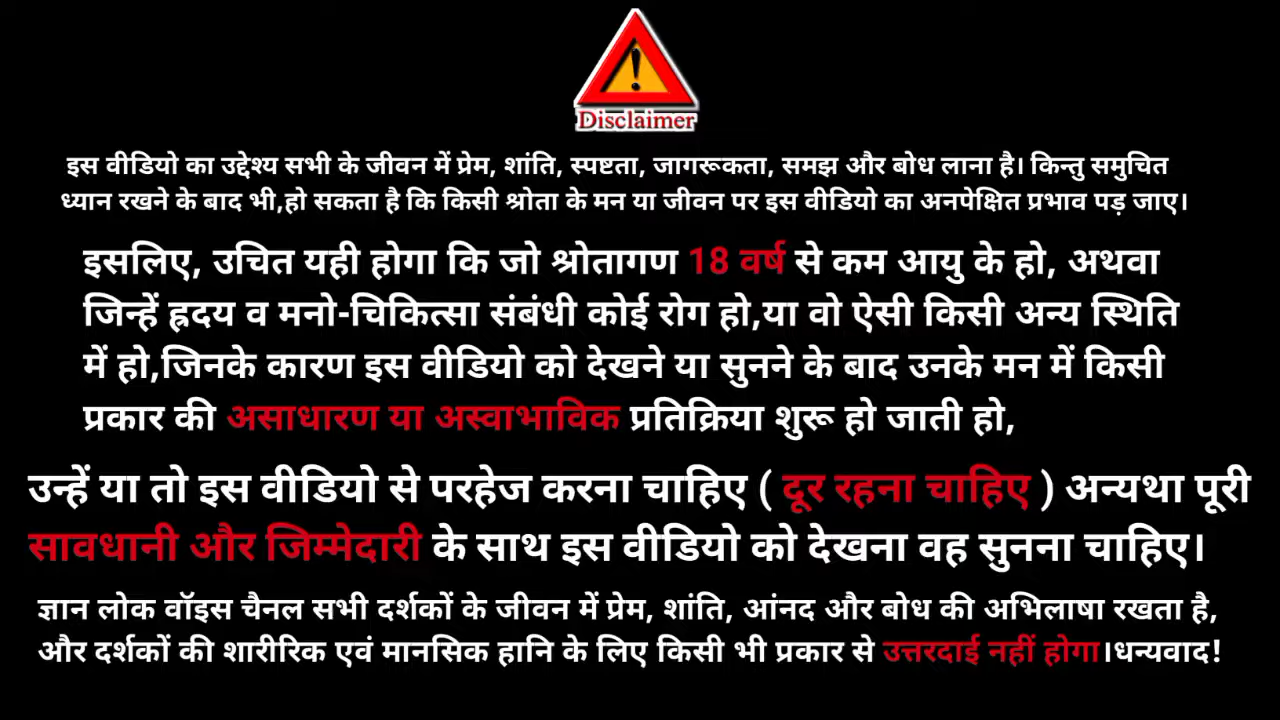 Disclaimer
इस वीडियो का उद्देश्य सभी के जीवन में प्रेम, शांति, स्पष्टता, जागरूकता, समझ और बोध लाना है। किन्तु समुचित
ध्यान रखने के बाद भी,हो सकता है कि किसी श्रोता के मन या जीवन पर इस वीडियो का अनपेक्षित प्रभाव पड़ जाए।
इसलिए, उचित यही होगा कि जो श्रोतागण 18 वर्ष से कम आयु के हो, अथवा
जिन्हें ह्रदय व मनो-चिकित्सा संबंधी कोई रोग हो,या वो ऐसी किसी अन्य स्थिति
में हो,जिनके कारण इस वीडियो को देखने या सुनने के बाद उनके मन में किसी
प्रकार की असाधारण या अस्वाभाविक प्रतिक्रिया शुरू हो जाती हो,
उन्हें या तो इस वीडियो से परहेज करना चाहिए ( दूर रहना चाहिए ) अन्यथा पूरी
सावधानी और जिम्मेदारी के साथ इस वीडियो को देखना वह सुनना चाहिए।
ज्ञान लोक वॉइस चैनल सभी दर्शकों के जीवन में प्रेम, शांति, आंनद और बोध की अभिलाषा रखता है,
और दर्शकों की शारीरिक एवं मानसिक हानि के लिए किसी भी प्रकार से उत्तरदाई नहीं होगा।धन्यवाद!